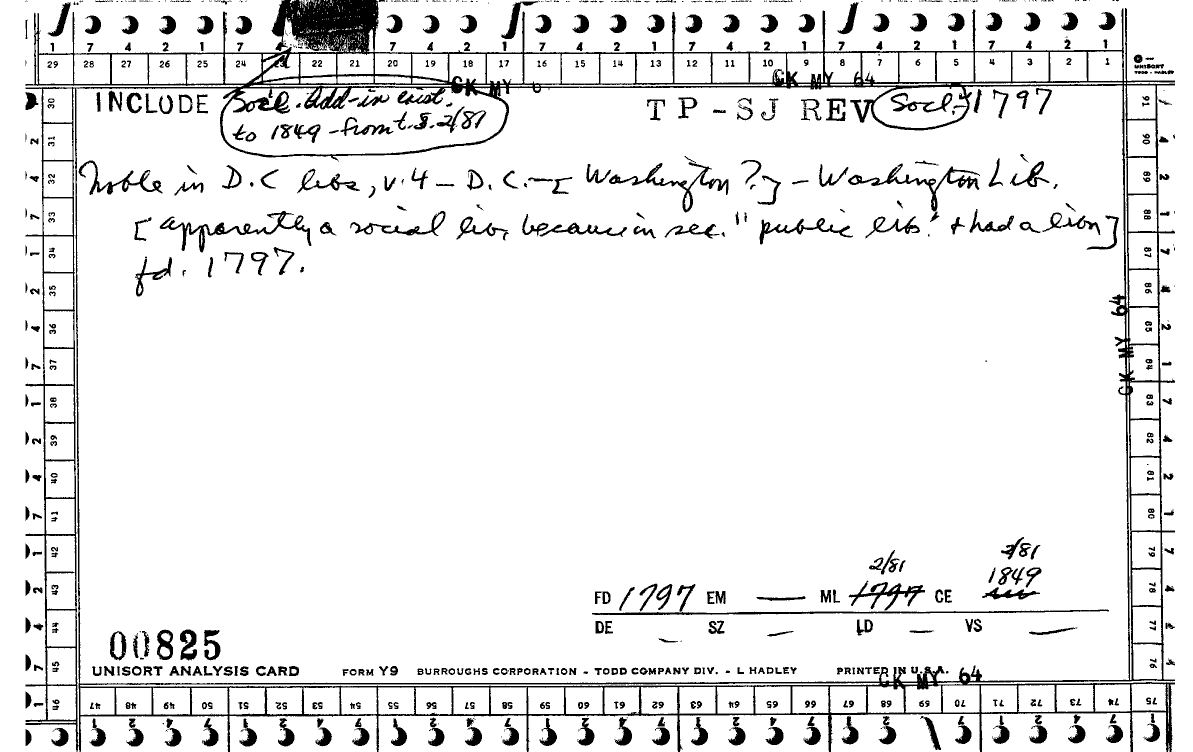 1 7 4 2 1 7 4 7 4 2 1 7 4 2 1 7 4 2 1 7 4 2 1 7 4 2 1
29 28 27 26 25 24 23 22 21 20 19 18 17 16 15 14 13 12 11 10 9 8 7 6 5 4 3 2 1
UNISORT
TODD - HADLEY
CK MY 6 CK MY 64
INCLUDE Soc'l. add-in exist. TP-SJ REV Socl. 1797
to 1849 - from t.s. 2/81
Noble in D.C libs, v.4 - D.C. - [Washington?] - Washington Lib.
[apparently a social lib, because in sec. "public libs." & had a libn]
fd. 1797.
30 31 32 33 34 35 36 37 38 39 40 41 42 43 44 45 46
91 90 89 88 87 86 85 84 83 82 81 80 79 78 77 76 75
CK MY 64
2/81 2/81
1849
FD 1797 EM — ML 1797 CE
DE — SZ — LD — VS —
00825
UNISORT ANALYSIS CARD FORM Y9 BURROUGHS CORPORATION - TODD COMPANY DIV. - L HADLEY PRINTED IN U.S.A.
CK MY 64
47 48 49 50 51 52 53 54 55 56 57 58 59 60 61 62 63 64 65 66 67 68 69 70 71 72 73 74 75